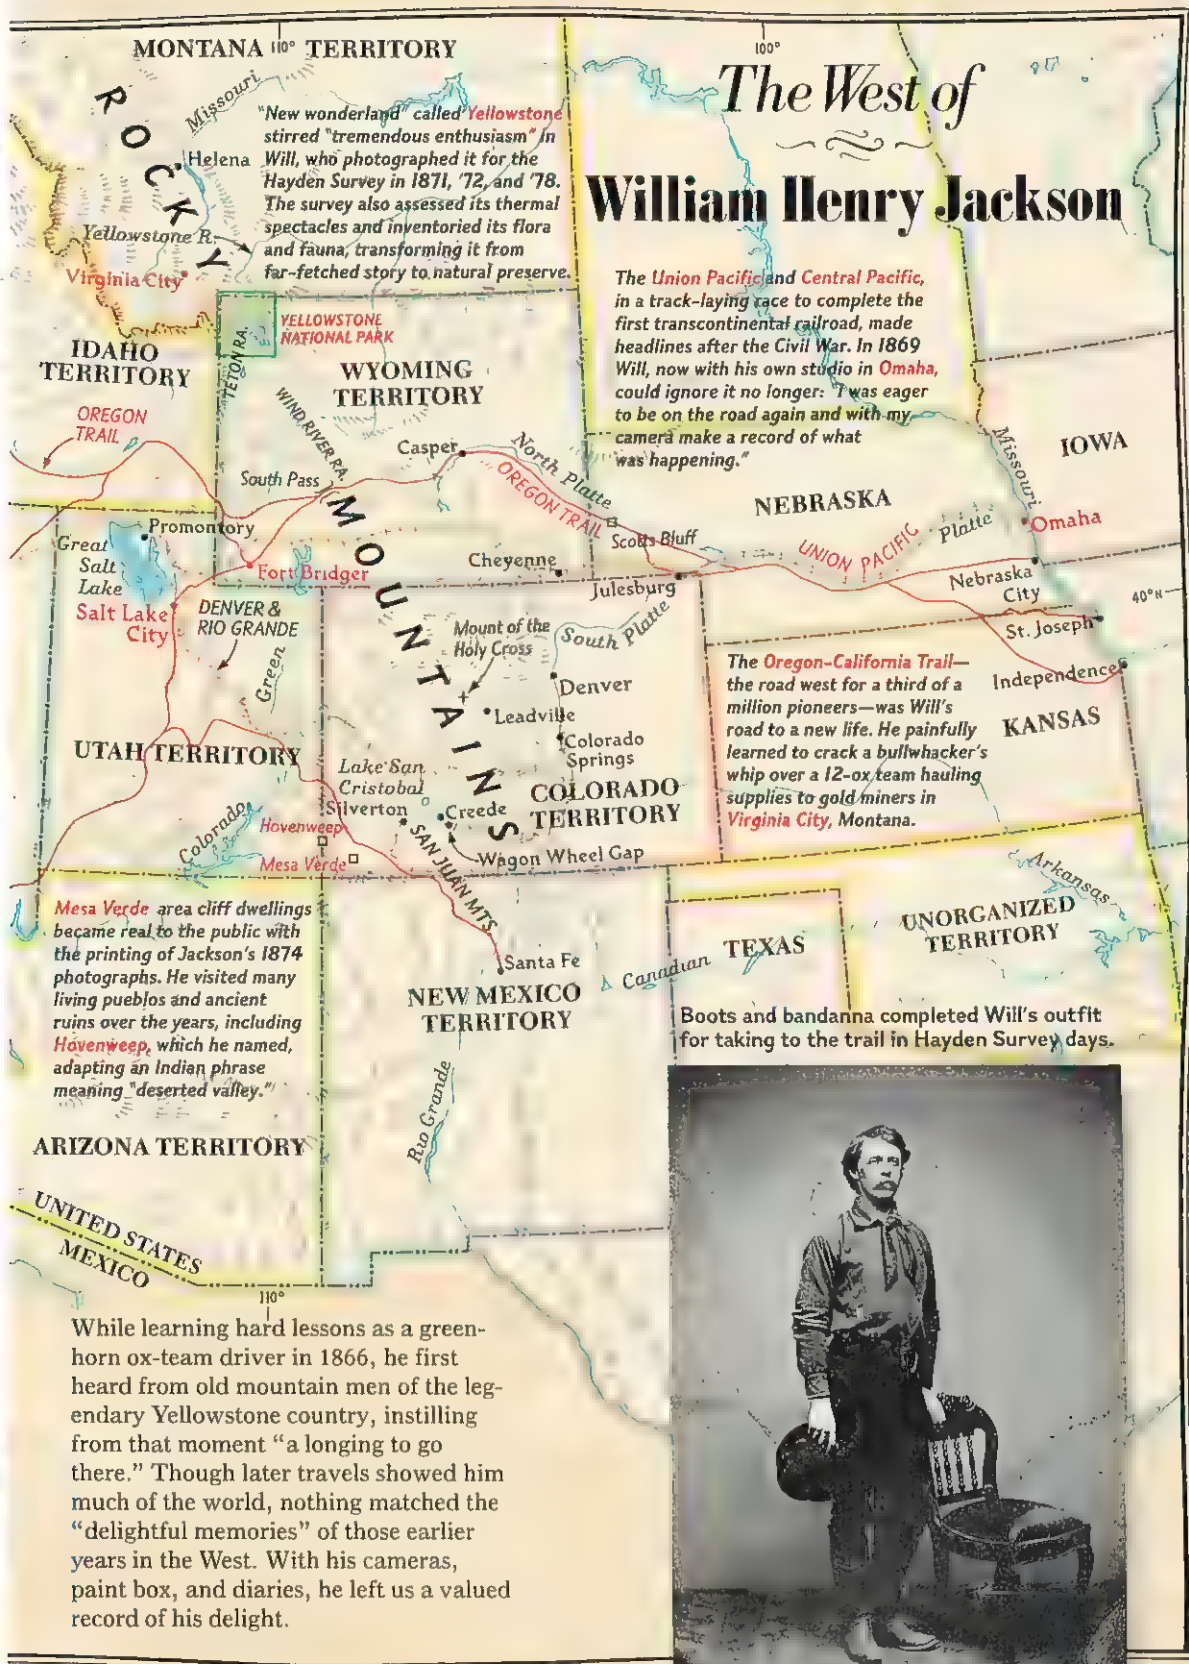 MONTANA 110° TERRITORY
100°
The West of
William Henry Jackson
ROCKY
MOUNTAINS
Missouri
Helena
"New wonderland" called Yellowstone
stirred "tremendous enthusiasm" in
Will, who photographed it for the
Hayden Survey in 1871, '72, and '78.
The survey also assessed its thermal
spectacles and inventoried its flora
and fauna, transforming it from
far-fetched story to natural preserve.
Yellowstone R.
Virginia City
The Union Pacific and Central Pacific,
in a track-laying race to complete the
first transcontinental railroad, made
headlines after the Civil War. In 1869
Will, now with his own studio in Omaha,
could ignore it no longer: "I was eager
to be on the road again and with my
camera make a record of what
was happening."
YELLOWSTONE
NATIONAL PARK
TETON RA.
IDAHO
TERRITORY
WYOMING
TERRITORY
WIND RIVER RA.
OREGON
TRAIL
Casper
North Platte
OREGON TRAIL
South Pass
Missouri
IOWA
NEBRASKA
Platte
Omaha
UNION PACIFIC
Scotts Bluff
Promontory
Great
Salt
Lake
Fort Bridger
Cheyenne
Julesburg
Nebraska
City
40°N
Salt Lake
City
DENVER &
RIO GRANDE
Green
Mount of the
Holy Cross
South Platte
St. Joseph
Denver
Leadville
Colorado
Springs
The Oregon-California Trail—
the road west for a third of a
million pioneers—was Will's
road to a new life. He painfully
learned to crack a bullwhacker's
whip over a 12-ox team hauling
supplies to gold miners in
Virginia City, Montana.
Independence
KANSAS
UTAH TERRITORY
Lake San
Cristobal
Silverton
Creede
COLORADO
TERRITORY
Colorado
Hovenweep
Mesa Verde
SAN JUAN MTS.
Wagon Wheel Gap
Arkansas
Mesa Verde area cliff dwellings
became real to the public with
the printing of Jackson's 1874
photographs. He visited many
living pueblos and ancient
ruins over the years, including
Hovenweep, which he named,
adapting an Indian phrase
meaning "deserted valley."
UNORGANIZED
TERRITORY
TEXAS
Canadian
Santa Fe
NEW MEXICO
TERRITORY
Rio Grande
Boots and bandanna completed Will's outfit
for taking to the trail in Hayden Survey days.
ARIZONA TERRITORY
UNITED STATES
MEXICO
110°
While learning hard lessons as a green-
horn ox-team driver in 1866, he first
heard from old mountain men of the leg-
endary Yellowstone country, instilling
from that moment “a longing to go
there.” Though later travels showed him
much of the world, nothing matched the
“delightful memories” of those earlier
years in the West. With his cameras,
paint box, and diaries, he left us a valued
record of his delight.